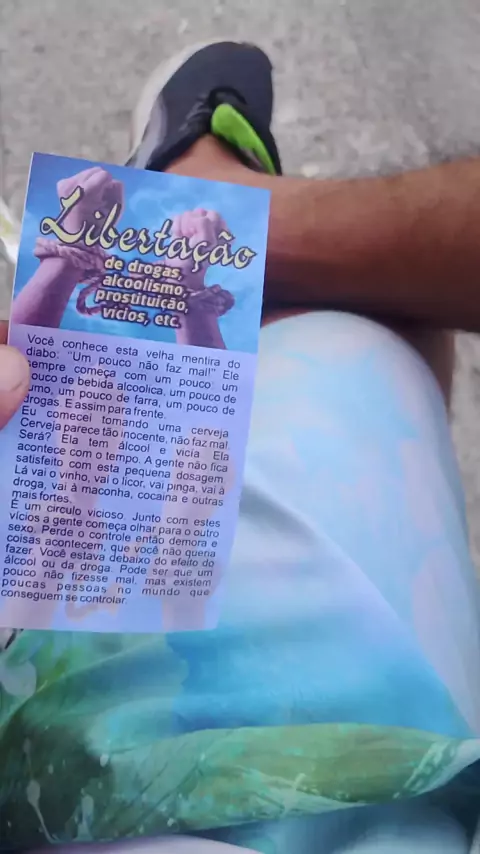 Libertação
de drogas,
alcoolismo,
prostituição,
vícios, etc.
Você conhece esta velha mentira do
diabo: "Um pouco não faz mal!" Ele
sempre começa com um pouco: um
pouco de bebida alcoolica, um pouco de
umo, um pouco de farra, um pouco de
drogas. E assim para frente.
Eu comecei tomando uma cerveja
Cerveja parece tão inocente, não faz mal.
Será? Ela tem álcool e vicia. Ela
acontece com o tempo. A gente não fica
satisfeito com esta pequena dosagem.
Lá vai o vinho, vai o licor, vai pinga, vai à
droga, vai à maconha, cocaina e outras
mais fortes.
É um círculo vicioso. Junto com estes
vícios a gente começa olhar para o outro
sexo. Perde o controle então demora e
coisas acontecem, que você não queria
fazer. Você estava debaixo do efeito do
álcool ou da droga. Pode ser que um
pouco não fizesse mal, mas existem
poucas pessoas no mundo que
conseguem se controlar.